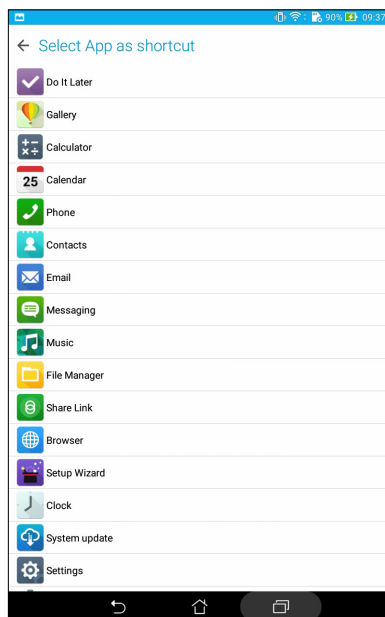 90% 09:37
Select App as shortcut
Do It Later
Gallery
Calculator
25 Calendar
Phone
Contacts
Email
Messaging
Music
File Manager
Share Link
Browser
Setup Wizard
Clock
System update
Settings